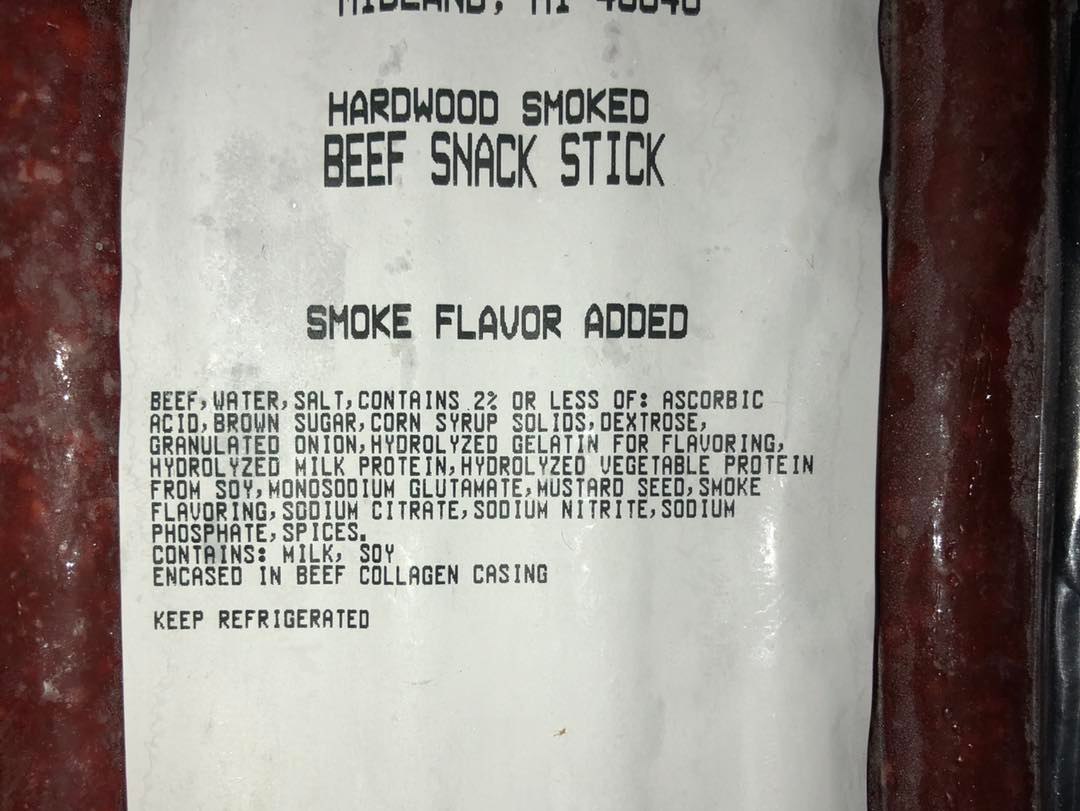 MIDLAND, MI 48640
HARDWOOD SMOKED
BEEF SNACK STICK
SMOKE FLAVOR ADDED
BEEF,WATER,SALT,CONTAINS 2% OR LESS OF: ASCORBIC
ACID,BROWN SUGAR,CORN SYRUP SOLIDS,DEXTROSE,
GRANULATED ONION,HYDROLYZED GELATIN FOR FLAVORING,
HYDROLYZED MILK PROTEIN,HYDROLYZED VEGETABLE PROTEIN
FROM SOY,MONOSODIUM GLUTAMATE,MUSTARD SEED,SMOKE
FLAVORING,SODIUM CITRATE,SODIUM NITRITE,SODIUM
PHOSPHATE,SPICES.
CONTAINS: MILK, SOY
ENCASED IN BEEF COLLAGEN CASING
KEEP REFRIGERATED